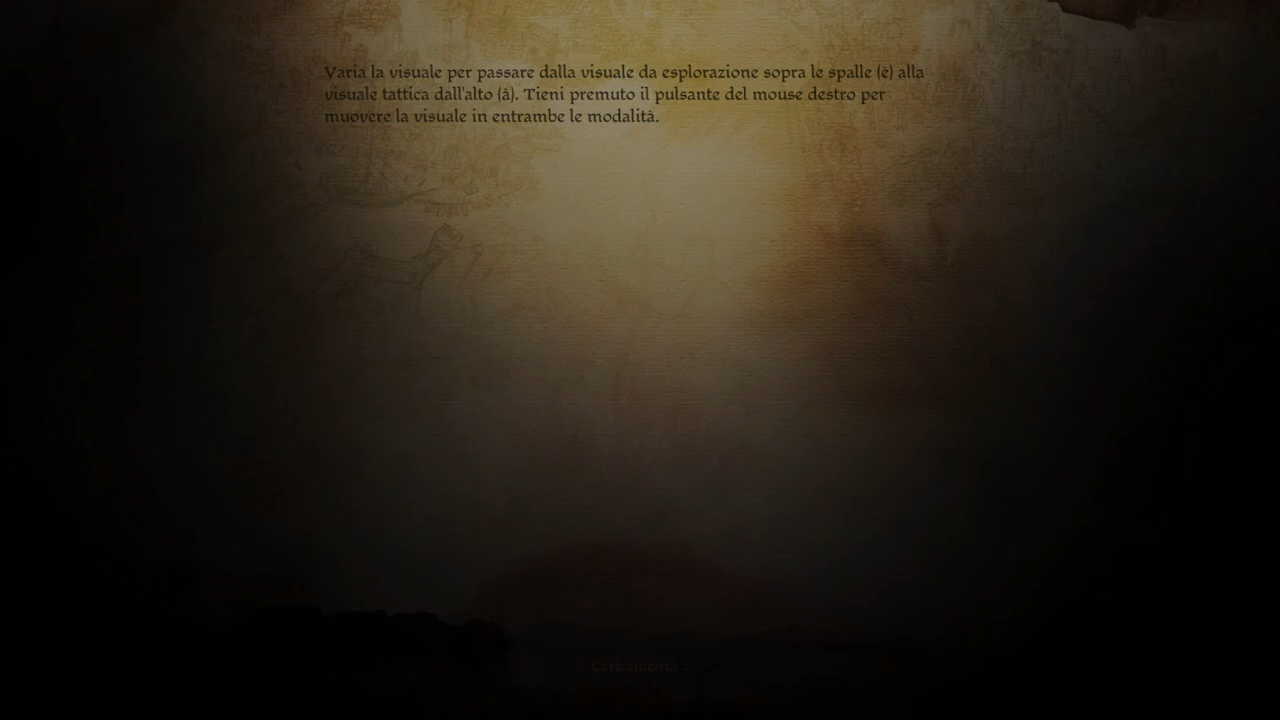 Varia la visuale per passare dalla visuale da esplorazione sopra le spalle (è) alla
visuale tattica dall'alto (à). Tieni premuto il pulsante del mouse destro per
muovere la visuale in entrambe le modalità.
Caricamento ...